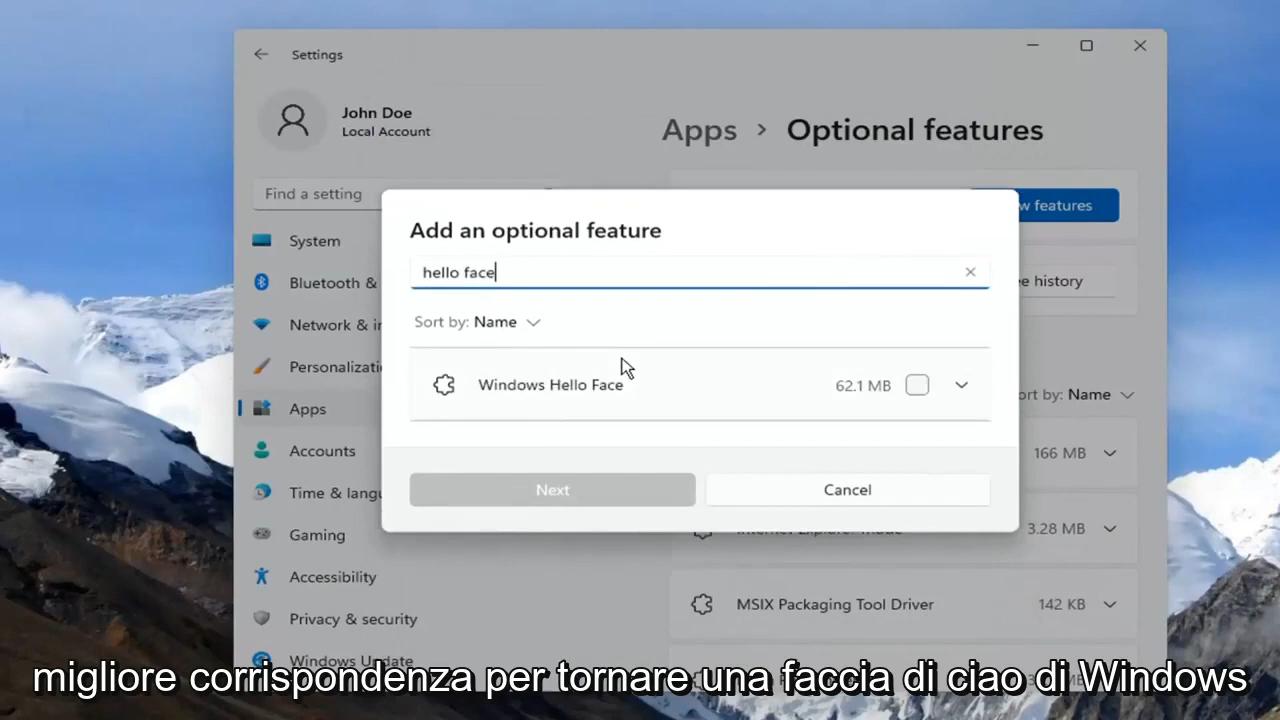 Settings
John Doe
Local Account
Apps > Optional features
Find a setting
w features
Add an optional feature
hello face
System
Bluetooth &
e history
Sort by: Name
Network & i
Personalizati
Windows Hello Face 62.1 MB
ort by: Name
Apps
Accounts
166 MB
Time & langu
Next Cancel
Gaming
Internet Explorer mode 3.28 MB
Accessibility
MSIX Packaging Tool Driver 142 KB
Privacy & security
Windows Update
migliore corrispondenza per tornare una faccia di ciao di Windows